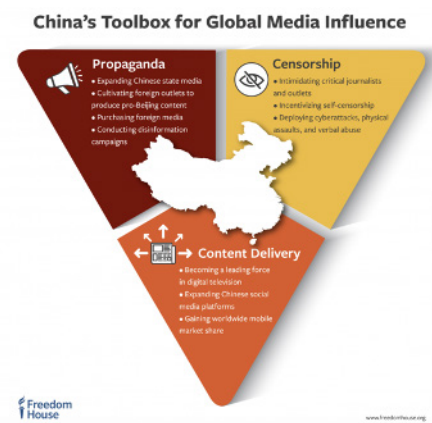 China's Toolbox for Global Media Influence
Propaganda
• Expanding Chinese state media
• Cultivating foreign outlets to
produce pro-Beijing content
• Purchasing foreign media
• Conducting disinformation
campaigns
Censorship
• Intimidating critical journalists
and outlets
• Incentivizing self-censorship
• Deploying cyberattacks, physical
assaults, and verbal abuse
Content Delivery
• Becoming a leading force
in digital television
• Expanding Chinese social
media platforms
• Gaining worldwide mobile
market share
Freedom
House
www.freedomhouse.org